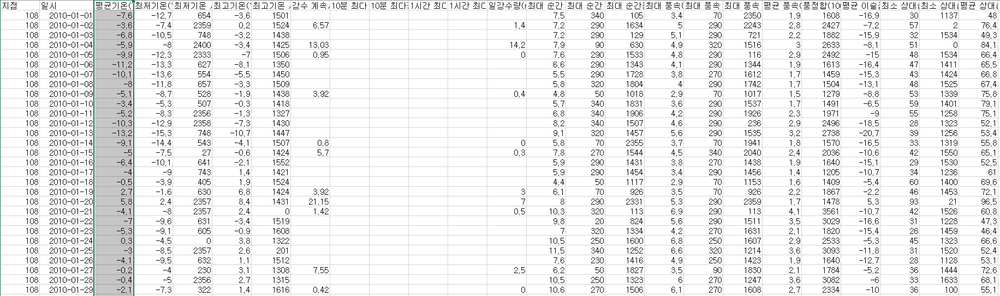 지점 일시 평균기온(' 최저기온(' 최저기온 최고기온(' 최고기온 강수 계속 10분 최다 10분 최다 1시간 최다 1시간 최다 일강수량(r 최대 순간 최대 순간 최대 순간 최대 풍속( 최대 풍속 최대 풍속 평균 풍속( 풍정합(100 평균 이슬 최소 상대 최소 상대 평균 상대
108 2010-01-01 -7.6 -12.7 654 -3.6 1501 7.5 340 105 3.4 70 2350 1.9 1608 -16.9 30 1137 48
108 2010-01-02 -3.6 -7.4 2359 0.2 1524 6.57 1.4 7.2 290 1634 5 290 2243 2.8 2427 -7.2 57 2 76.4
108 2010-01-03 -6.8 -10.5 748 -3.2 1438 7.2 290 129 5.1 290 721 2.2 1882 -15.9 32 1534 49.3
108 2010-01-04 -5.9 -8 2400 -3.4 1425 13.03 14.2 7.9 90 630 4.9 320 1516 3 2633 -8.1 51 0 84.1
108 2010-01-05 -9.9 -12.3 2333 -7 1506 0.95 0 7.6 290 1533 4.8 290 116 2.9 2492 -15 48 1534 66.4
108 2010-01-06 -11.2 -13.3 627 -8.1 1350 6.6 290 1343 4.1 290 1344 1.9 1613 -16.4 47 1411 65.5
108 2010-01-07 -10.1 -13.6 554 -5.5 1450 5.5 290 1728 3.8 270 1612 1.7 1459 -15.3 43 1424 66.8
108 2010-01-08 -8 -11.8 657 -3.3 1509 5.8 320 1804 4 290 1742 1.7 1504 -13.1 48 1525 67.4
108 2010-01-09 -5.1 -8.7 528 -1.9 1438 3.92 0.4 4.8 50 1018 2.9 70 1017 1.5 1279 -8.8 53 1339 75.8
108 2010-01-10 -3.4 -5.3 507 -0.3 1418 5.7 340 1831 3.6 290 1537 1.7 1491 -6.5 59 1401 79.1
108 2010-01-11 -5.2 -8.3 2356 -1.3 1327 6.8 340 1906 4.2 290 1926 2.3 1971 -9 55 1258 75.1
108 2010-01-12 -10.3 -12.9 2358 -7.3 1430 8.2 340 1507 4.6 290 236 2.9 2496 -18.5 28 1323 52.1
108 2010-01-13 -13.2 -15.3 748 -10.7 1447 9.1 320 1457 5.6 290 1535 3.2 2738 -20.7 39 1256 53.4
108 2010-01-14 -9.1 -14.4 543 -4.1 1507 0.8 0 5.8 70 2355 3.7 70 1941 1.8 1570 -16.5 33 1319 55.8
108 2010-01-15 -5 -7.5 27 -0.6 1424 5.7 0.3 7.8 270 1544 4.5 340 2040 2.4 2036 -10.6 42 1550 65.1
108 2010-01-16 -6.4 -10.1 641 -2.1 1552 5.9 290 1431 3.8 270 1438 1.9 1640 -15.1 29 1530 52.5
108 2010-01-17 -4 -9 743 1.4 1421 5.9 290 1454 3.4 290 1456 1.4 1205 -10.7 34 1236 61
108 2010-01-18 -0.5 -3.9 405 1.9 1524 4.4 50 1117 2.9 70 1153 1.6 1409 -5.4 60 1400 69.6
108 2010-01-19 2.7 -1.6 630 6.8 1424 3.92 3 6.1 70 926 3.5 70 926 2.2 1867 -2.2 46 1453 72.1
108 2010-01-20 5.8 2.4 2357 8.4 1431 21.15 7 8 290 2331 5.3 290 2359 1.7 1478 5.3 93 21 96.5
108 2010-01-21 -4.1 -8 2357 2.4 0 1.42 0.5 10.3 320 113 6.9 290 113 4.1 3561 -10.7 42 1526 60.8
108 2010-01-22 -7 -9.6 631 -3.4 1519 9.8 20 824 5.6 290 1511 3.5 3029 -16.6 31 1228 47.3
108 2010-01-23 -5.3 -9.1 605 -0.9 1608 7 320 1334 4.2 270 1631 2.1 1820 -15.4 26 1459 46.4
108 2010-01-24 0.3 -4.5 0 3.8 1322 10.5 250 1600 6.8 250 1607 2.9 2533 -5.3 45 1323 66.6
108 2010-01-25 -3 -8.5 2357 2.6 201 11.5 340 1252 6.6 320 1214 3.6 3093 -11.8 31 1520 52.4
108 2010-01-26 -4.1 -9.5 632 1.1 1512 7.6 230 1416 4.9 250 1423 1.9 1640 -12.7 28 1128 53.1
108 2010-01-27 -0.2 -4 230 3.1 1308 7.55 2.5 6.2 50 1827 3.5 90 1830 2.1 1784 -5.2 36 1444 72.6
108 2010-01-28 -0.4 -5 2356 2.7 1315 10.5 250 1323 6 270 1247 3.6 3082 -6 33 1633 68.1
108 2010-01-29 -2.1 -7.3 322 1.4 1616 0.42 0 10.6 270 1506 6.1 270 1608 2.7 2334 -10 36 100 55.1